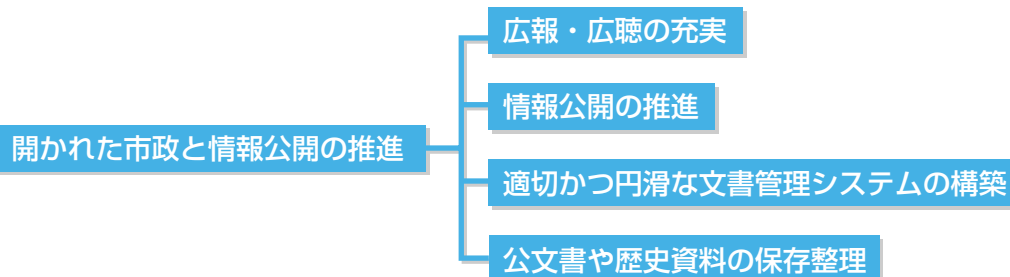 開かれた市政と情報公開の推進
広報・広聴の充実
情報公開の推進
適切かつ円滑な文書管理システムの構築
公文書や歴史資料の保存整理